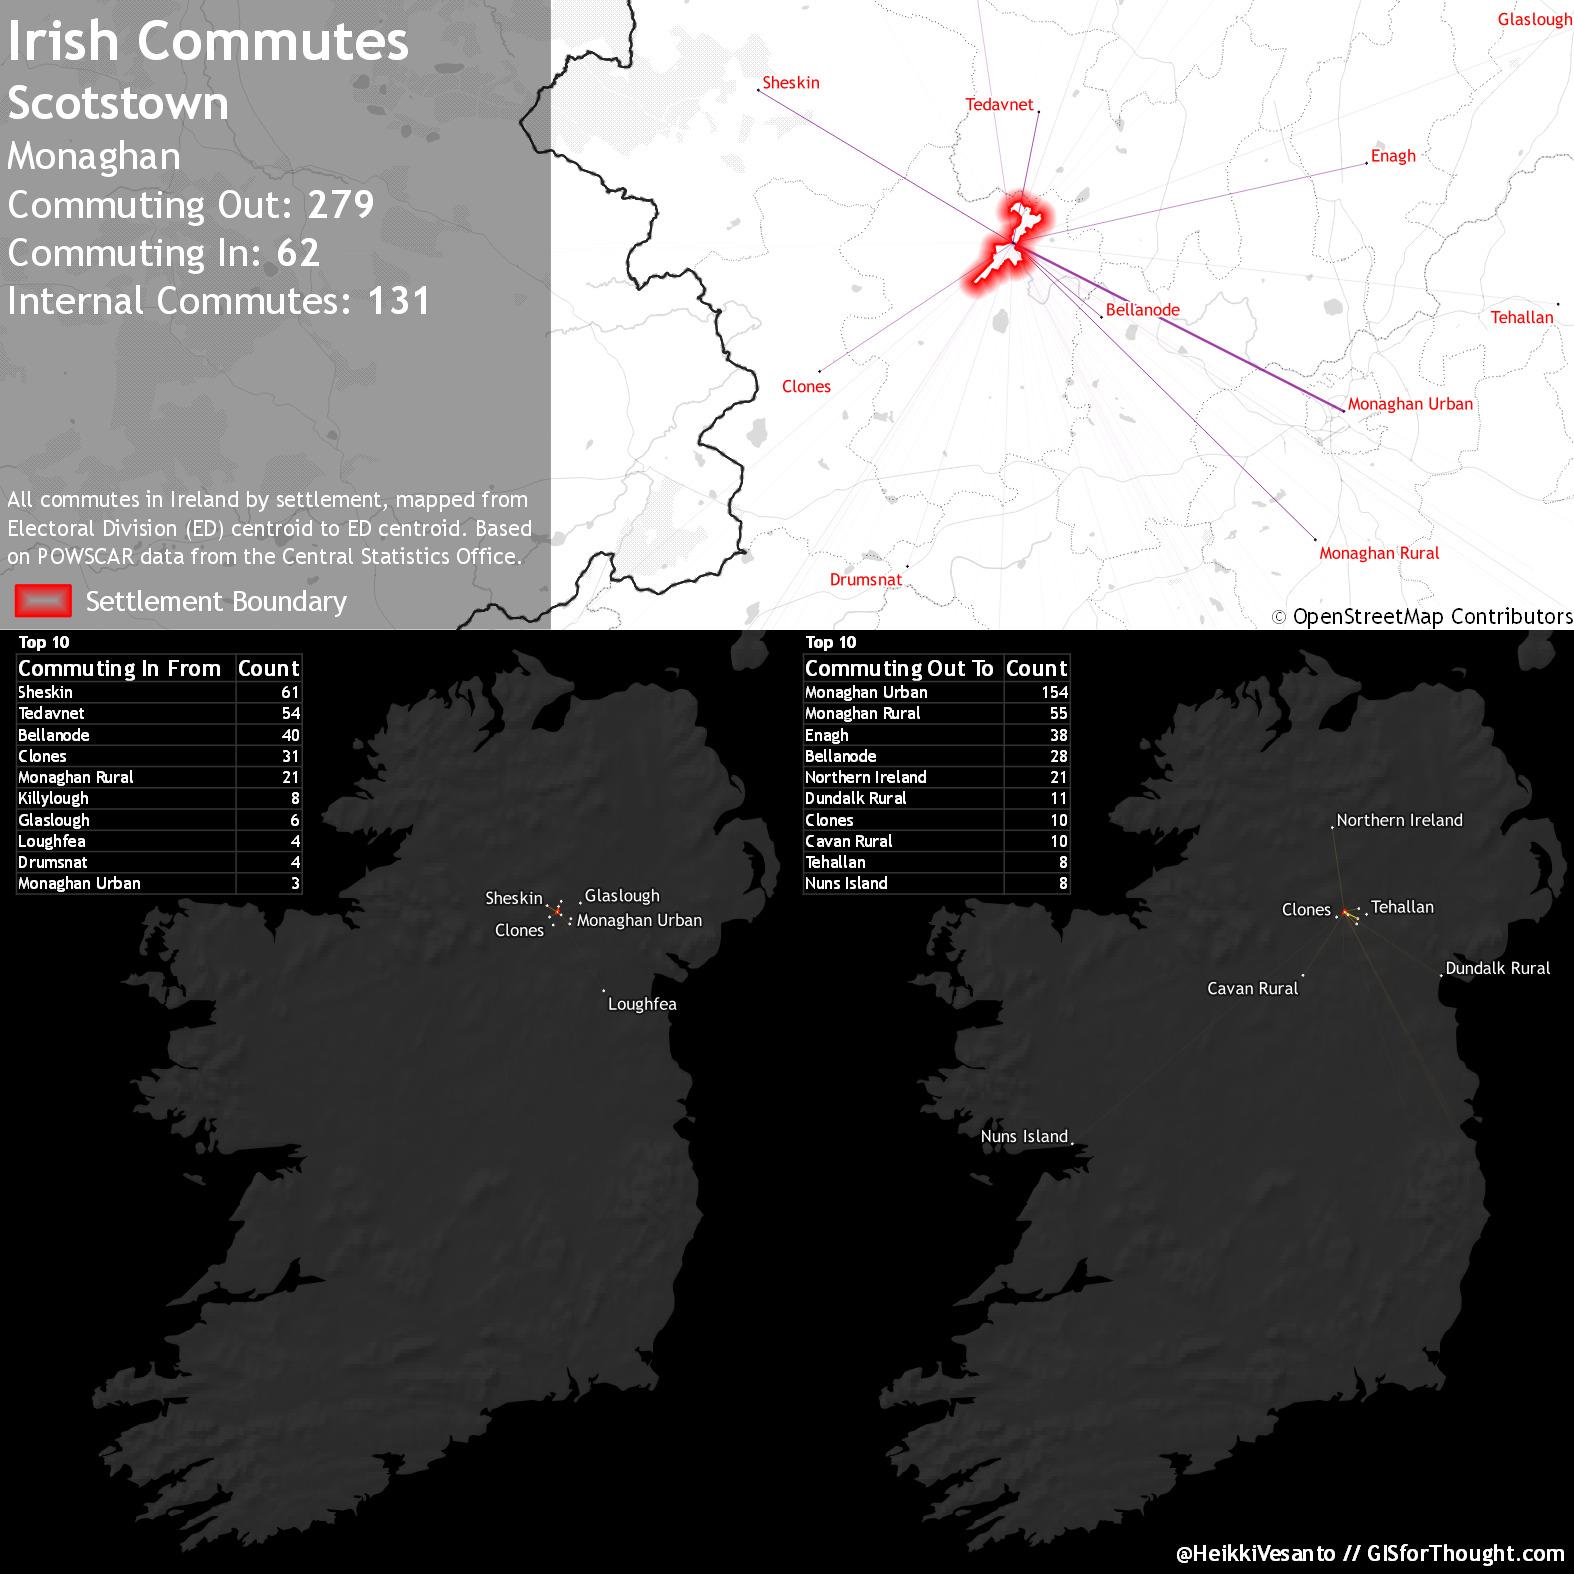 Irish Commutes
Scotstown
Monaghan
Commuting Out: 279
Commuting In: 62
Internal Commutes: 131
All commutes in Ireland by settlement, mapped from
Electoral Division (ED) centroid to ED centroid. Based
on POWSCAR data from the Central Statistics Office.
Settlement Boundary
Glaslough
Sheskin
Tedavnet
Enagh
Bellanode
Tehallan
Clones
Monaghan Urban
Monaghan Rural
Drumsnat
© OpenStreetMap Contributors
Top 10
Commuting In From Count
Sheskin 61
Tedavnet 54
Bellanode 40
Clones 31
Monaghan Rural 21
Killylough 8
Glaslough 6
Loughfea 4
Drumsnat 4
Monaghan Urban 3
Sheskin
Glaslough
Monaghan Urban
Clones
Loughfea
Top 10
Commuting Out To Count
Monaghan Urban 154
Monaghan Rural 55
Enagh 38
Bellanode 28
Northern Ireland 21
Dundalk Rural 11
Clones 10
Cavan Rural 10
Tehallan 8
Nuns Island 8
Northern Ireland
Clones
Tehallan
Dundalk Rural
Cavan Rural
Nuns Island
@HeikkiVesanto // GISforThought.com